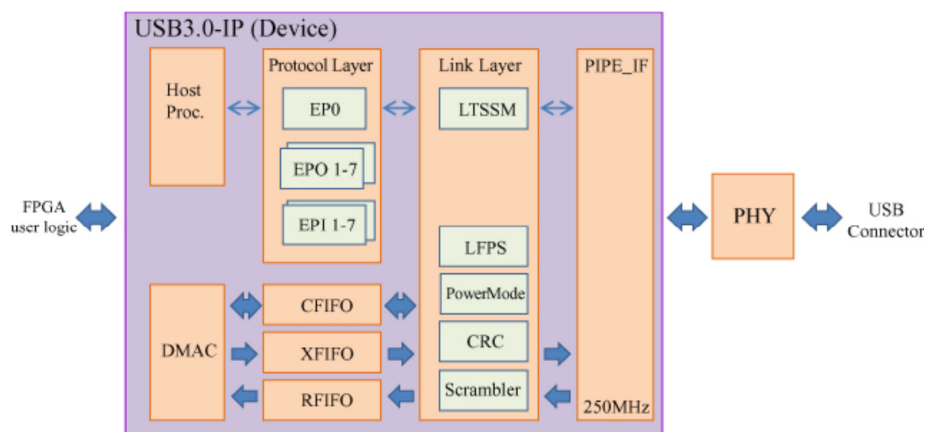 USB3.0-IP (Device)
Host
Proc.
Protocol Layer
EP0
EPO 1-7
EPI 1-7
Link Layer
LTSSM
LFPS
PowerMode
CRC
Scrambler
PIPE_IF
250MHz
DMAC
CFIFO
XFIFO
RFIFO
FPGA
user logic
PHY
USB
Connector